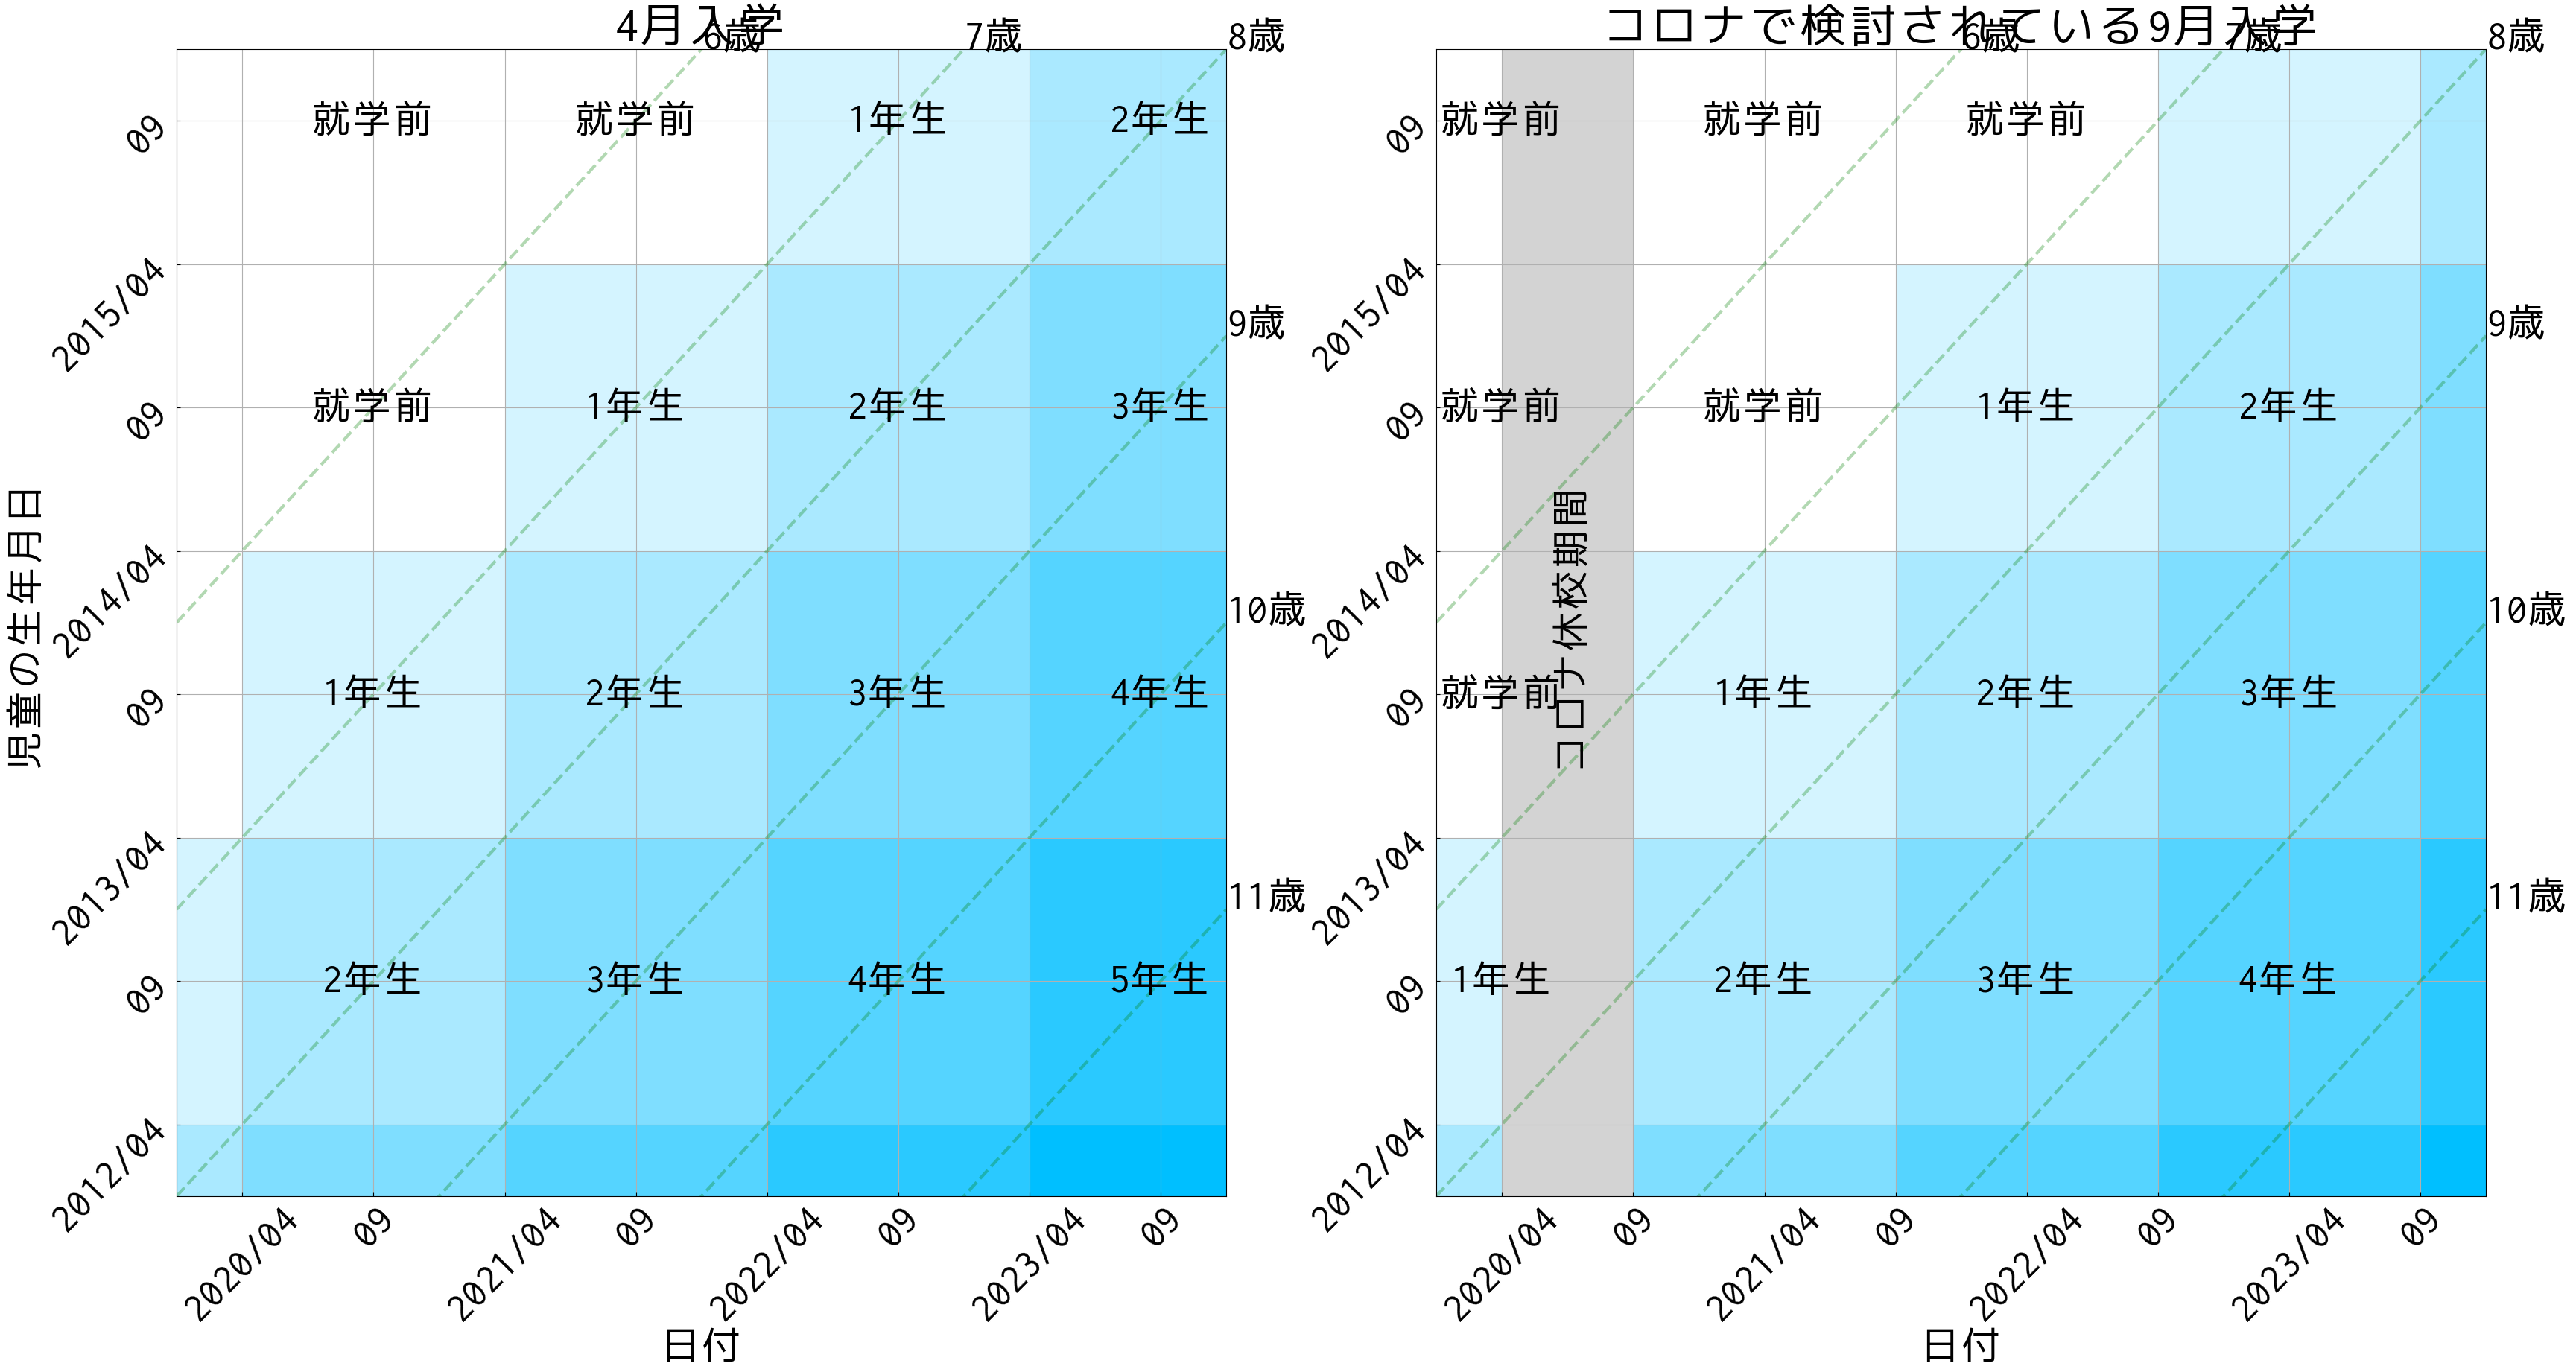 4月入学
6歳
7歳
8歳
就学前 就学前 1年生 2年生
09
2015/04
9歳
就学前 1年生 2年生 3年生
09
2014/04
10歳
1年生 2年生 3年生 4年生
09
2013/04
11歳
2年生 3年生 4年生 5年生
09
2012/04
児童の生年月日
2020/04 09 2021/04 09 2022/04 09 2023/04 09
日付
コロナで検討されている9月入学
6歳
7歳
8歳
就学前 就学前 就学前
09
2015/04
9歳
就学前 就学前 1年生 2年生
09
2014/04
10歳
コロナ休校期間
就学前 1年生 2年生 3年生
09
2013/04
11歳
1年生 2年生 3年生 4年生
09
2012/04
2020/04 09 2021/04 09 2022/04 09 2023/04 09
日付